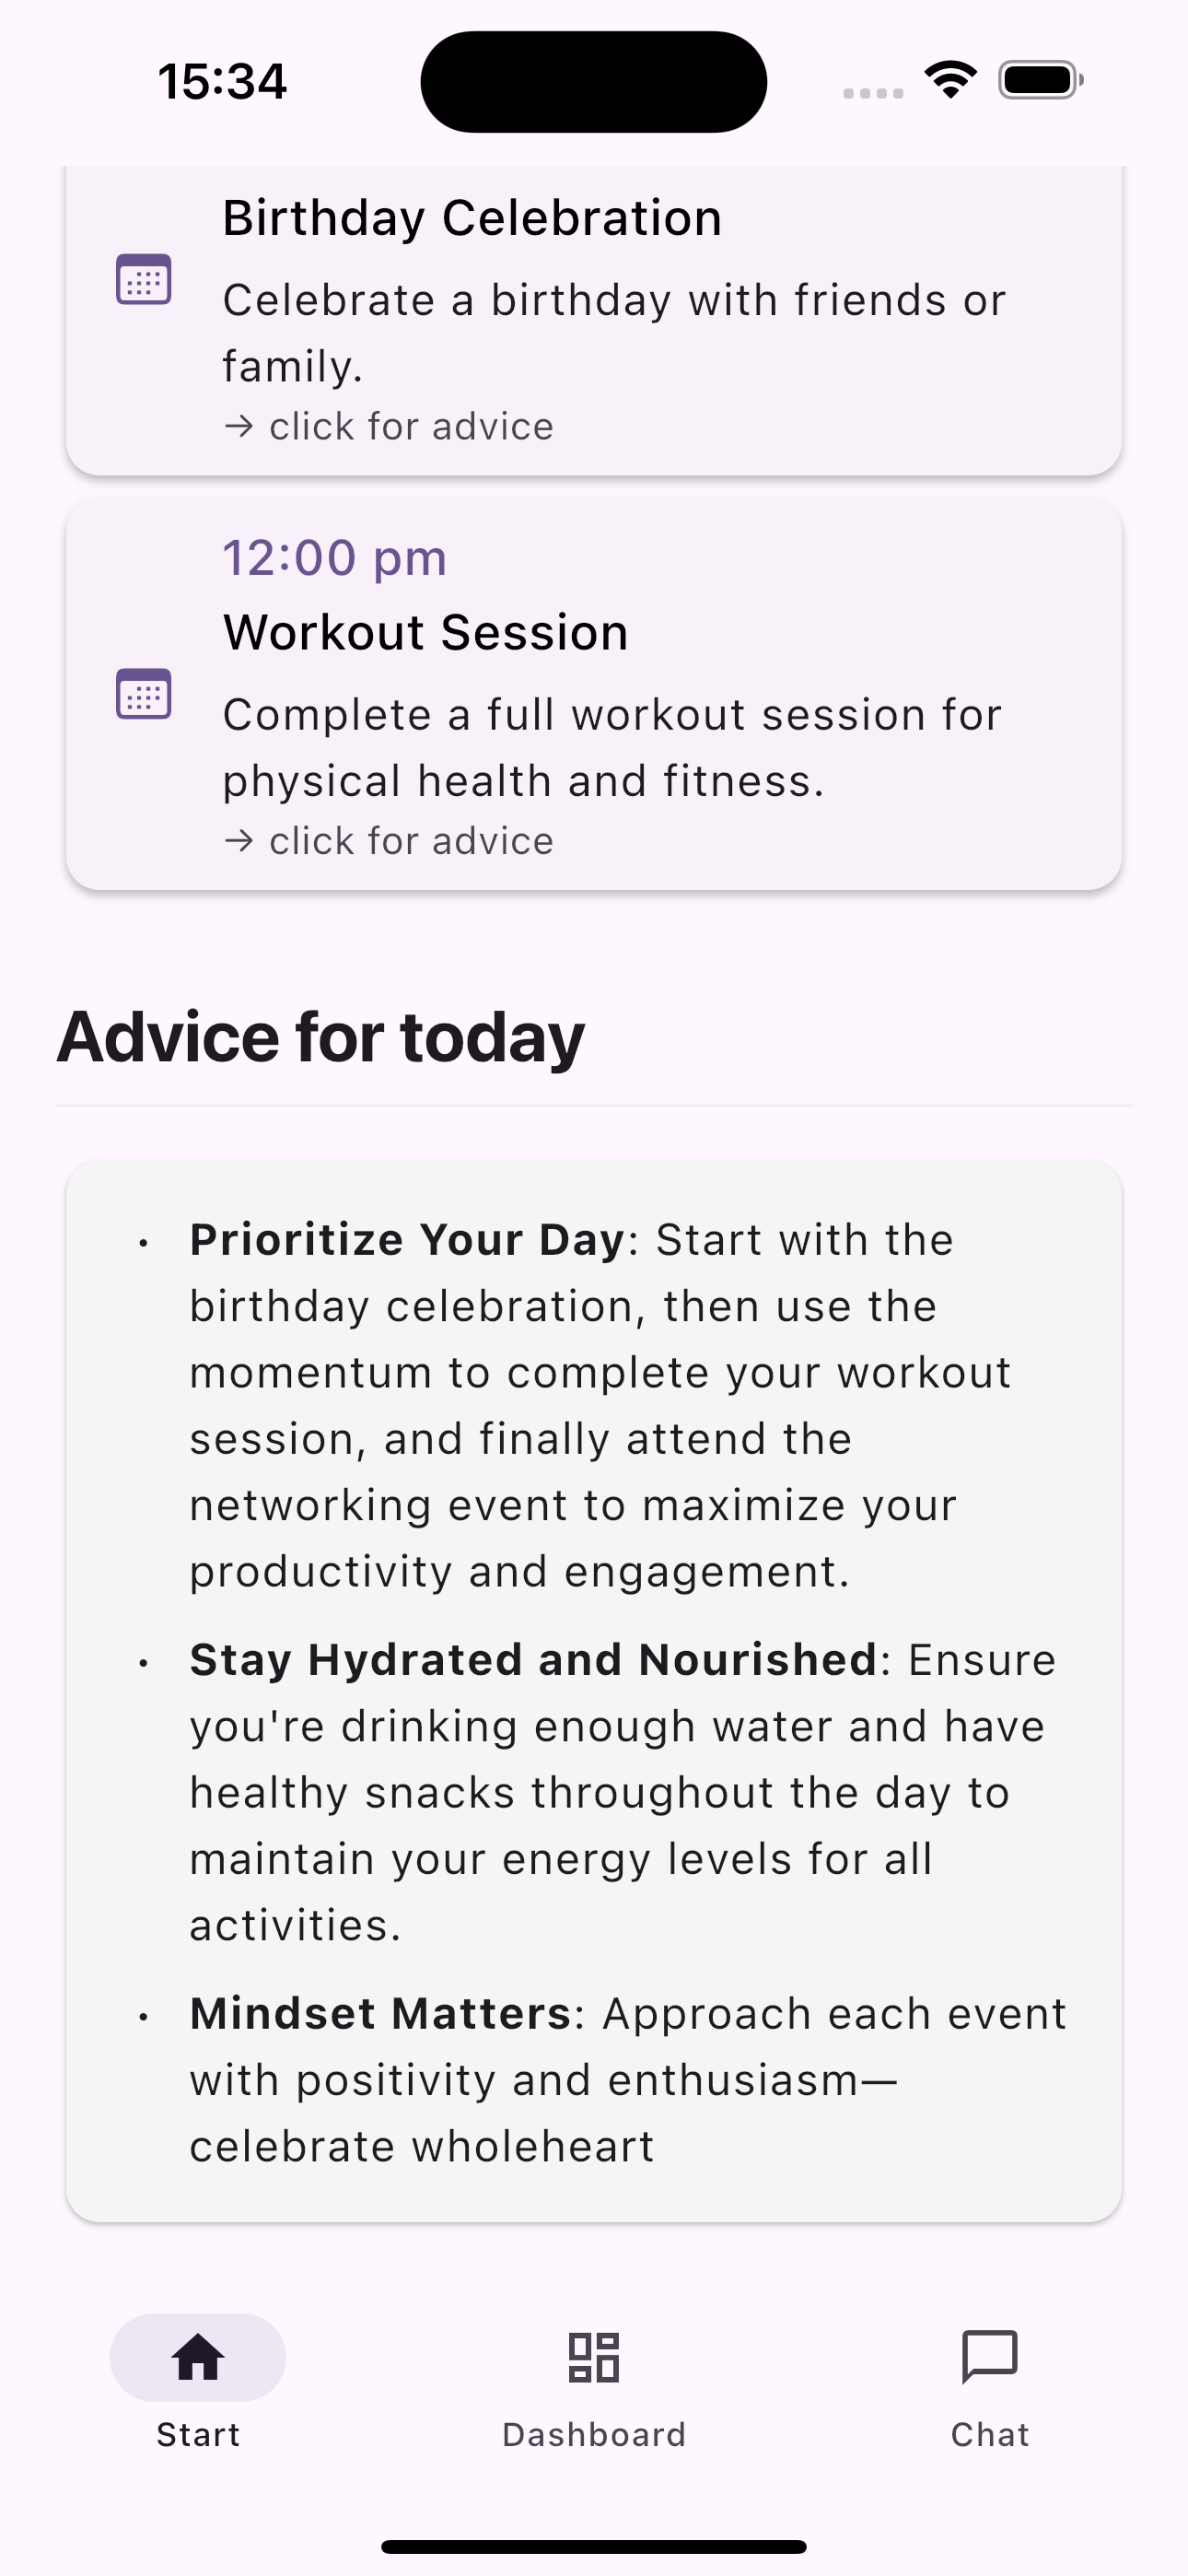 15:34
Birthday Celebration
Celebrate a birthday with friends or
family.
→ click for advice
12:00 pm
Workout Session
Complete a full workout session for
physical health and fitness.
→ click for advice
Advice for today
• Prioritize Your Day: Start with the
birthday celebration, then use the
momentum to complete your workout
session, and finally attend the
networking event to maximize your
productivity and engagement.
• Stay Hydrated and Nourished: Ensure
you're drinking enough water and have
healthy snacks throughout the day to
maintain your energy levels for all
activities.
• Mindset Matters: Approach each event
with positivity and enthusiasm—
celebrate wholeheart
Start
Dashboard
Chat